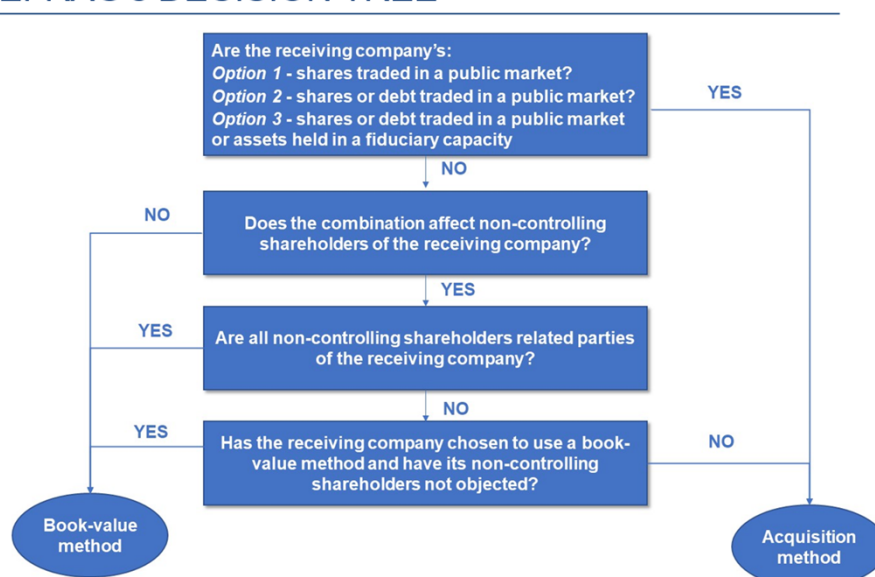 Are the receiving company's:
Option 1 - shares traded in a public market?
Option 2 - shares or debt traded in a public market?
Option 3 - shares or debt traded in a public market
or assets held in a fiduciary capacity
YES
NO
NO
Does the combination affect non-controlling
shareholders of the receiving company?
YES
YES
Are all non-controlling shareholders related parties
of the receiving company?
NO
YES
Has the receiving company chosen to use a book-
value method and have its non-controlling
shareholders not objected?
NO
Book-value
method
Acquisition
method